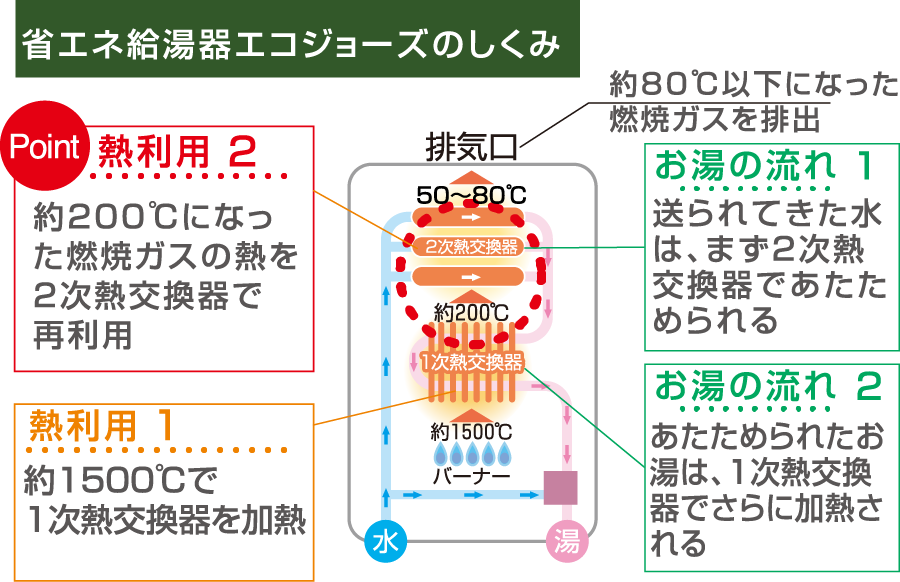 省エネ給湯器エコジョーズのしくみ
約80℃以下になった
燃焼ガスを排出
Point
熱利用 2
約200℃になっ
た燃焼ガスの熱を
2次熱交換器で
再利用
熱利用 1
約1500℃で
1次熱交換器を加熱
排気口
50〜80℃
2次熱交換器
約200℃
1次熱交換器
約1500℃
バーナー
水
湯
お湯の流れ 1
送られてきた水
は、まず2次熱
交換器であたた
められる
お湯の流れ 2
あたためられたお
湯は、1次熱交換
器でさらに加熱さ
れる